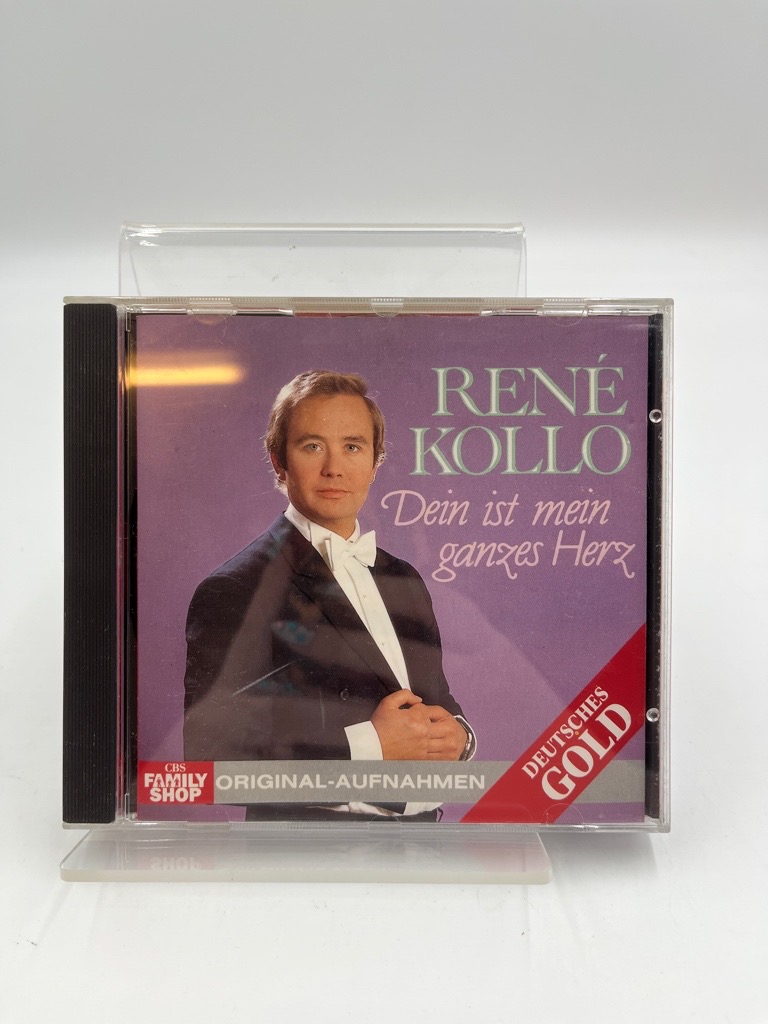 RENÉ
KOLLO
Dein ist mein
ganzes Herz
DEUTSCHES
GOLD
CBS
FAMILY
SHOP
ORIGINAL-AUFNAHMEN